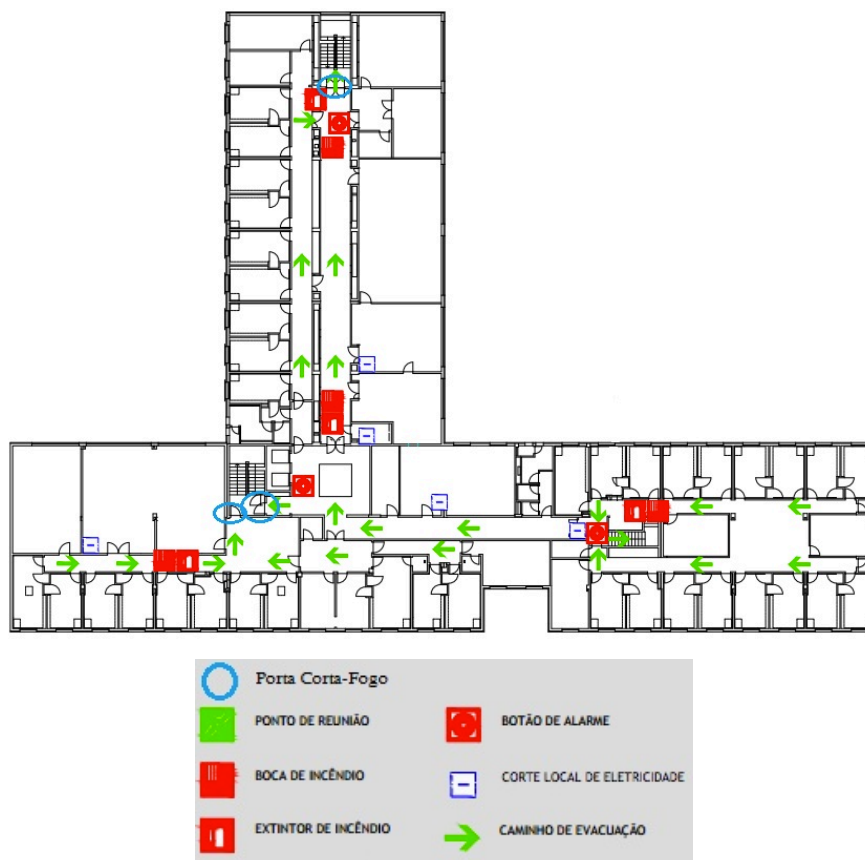 Porta Corta-Fogo
PONTO DE REUNIÃO
BOTÃO DE ALARME
BOCA DE INCÊNDIO
CORTE LOCAL DE ELETRICIDADE
EXTINTOR DE INCÊNDIO
CAMINHO DE EVACUAÇÃO